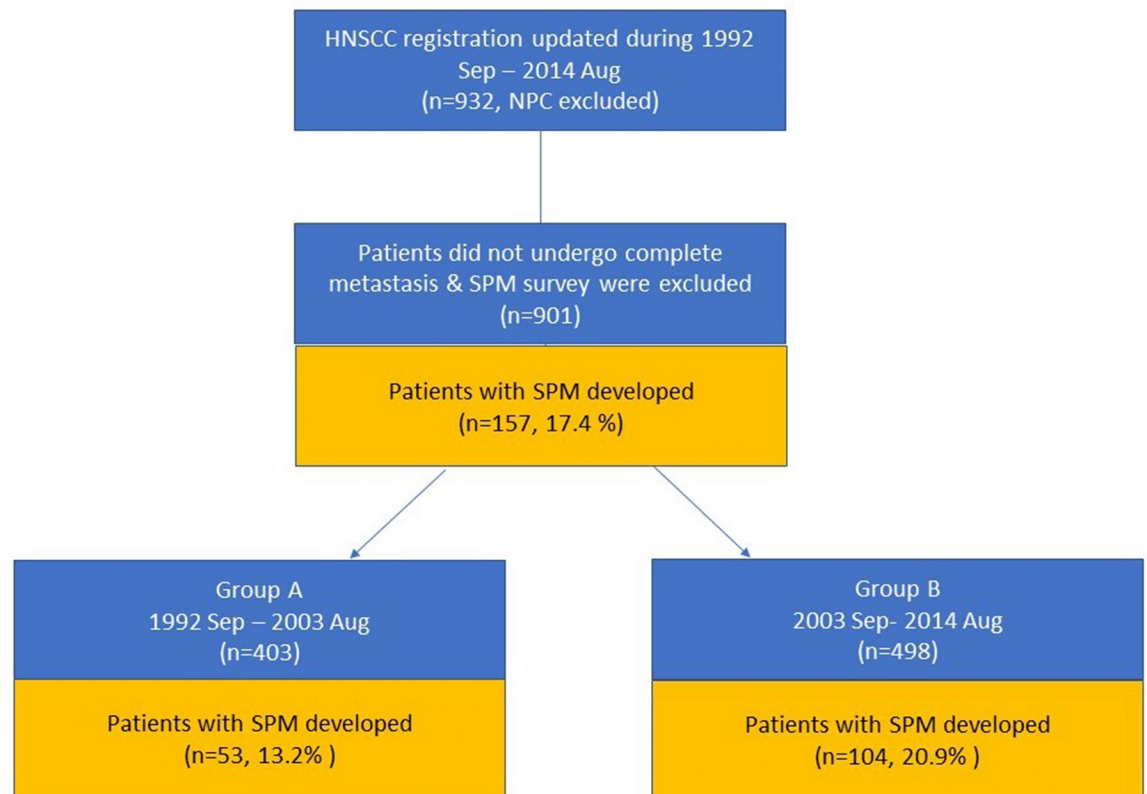 HNSCC registration updated during 1992
Sep – 2014 Aug
(n=932, NPC excluded)
Patients did not undergo complete
metastasis & SPM survey were excluded
(n=901)
Patients with SPM developed
(n=157, 17.4 %)
Group A
1992 Sep – 2003 Aug
(n=403)
Patients with SPM developed
(n=53, 13.2% )
Group B
2003 Sep- 2014 Aug
(n=498)
Patients with SPM developed
(n=104, 20.9% )